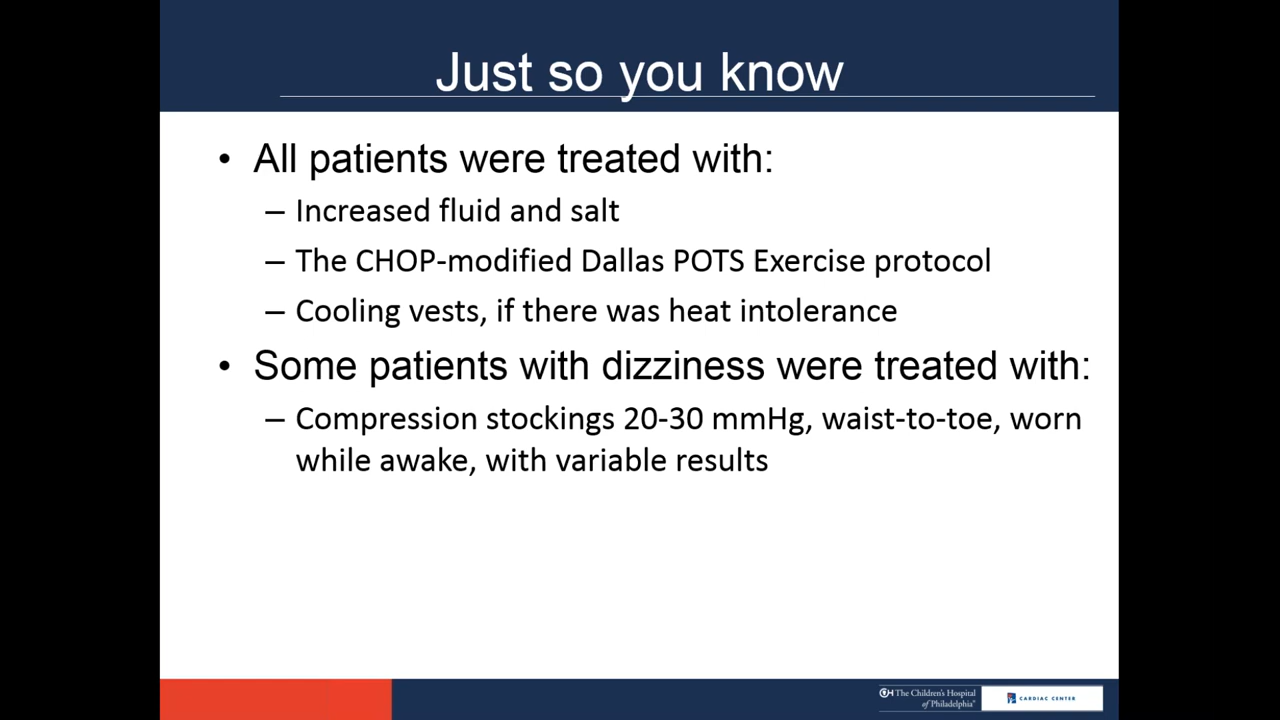 Just so you know
• All patients were treated with:
– Increased fluid and salt
– The CHOP-modified Dallas POTS Exercise protocol
– Cooling vests, if there was heat intolerance
• Some patients with dizziness were treated with:
– Compression stockings 20-30 mmHg, waist-to-toe, worn
while awake, with variable results
The Children's Hospital
of Philadelphia
CARDIAC CENTER